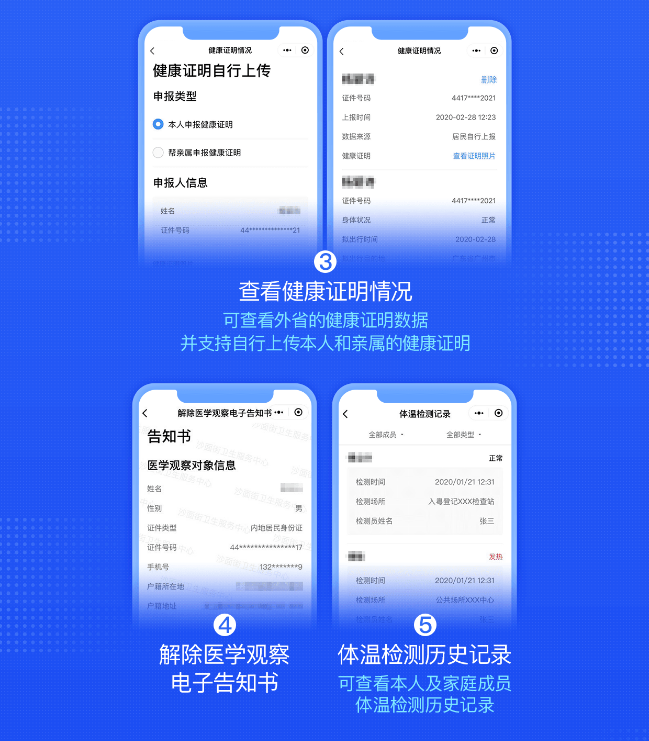 健康证明情况
健康证明自行上传
申报类型
本人申报健康证明
帮亲属申报健康证明
申报人信息
姓名
证件号码 44**************21
健康证明情况
删除
证件号码 4417****2021
上报时间 2020-02-28 12:23
数据来源 居民自行上报
健康证明 查看证明照片
证件号码 4417****2021
身体状况 正常
拟出行时间 2020-02-28
3
查看健康证明情况
可查看外省的健康证明数据
并支持自行上传本人和亲属的健康证明
解除医学观察电子告知书
告知书
医学观察对象信息
姓名
性别 男
证件类型 内地居民身份证
证件号码 44***************17
手机号 132*******9
户籍所在地
户籍地址
4
解除医学观察
电子告知书
体温检测记录
全部成员 全部类型
正常
检测时间 2020/01/21 12:31
检测场所 入粤登记XXX检查站
检测员姓名 张三
发热
检测时间 2020/01/21 12:31
检测场所 公共场所XXX中心
检测员姓名 张三
5
体温检测历史记录
可查看本人及家庭成员
体温检测历史记录